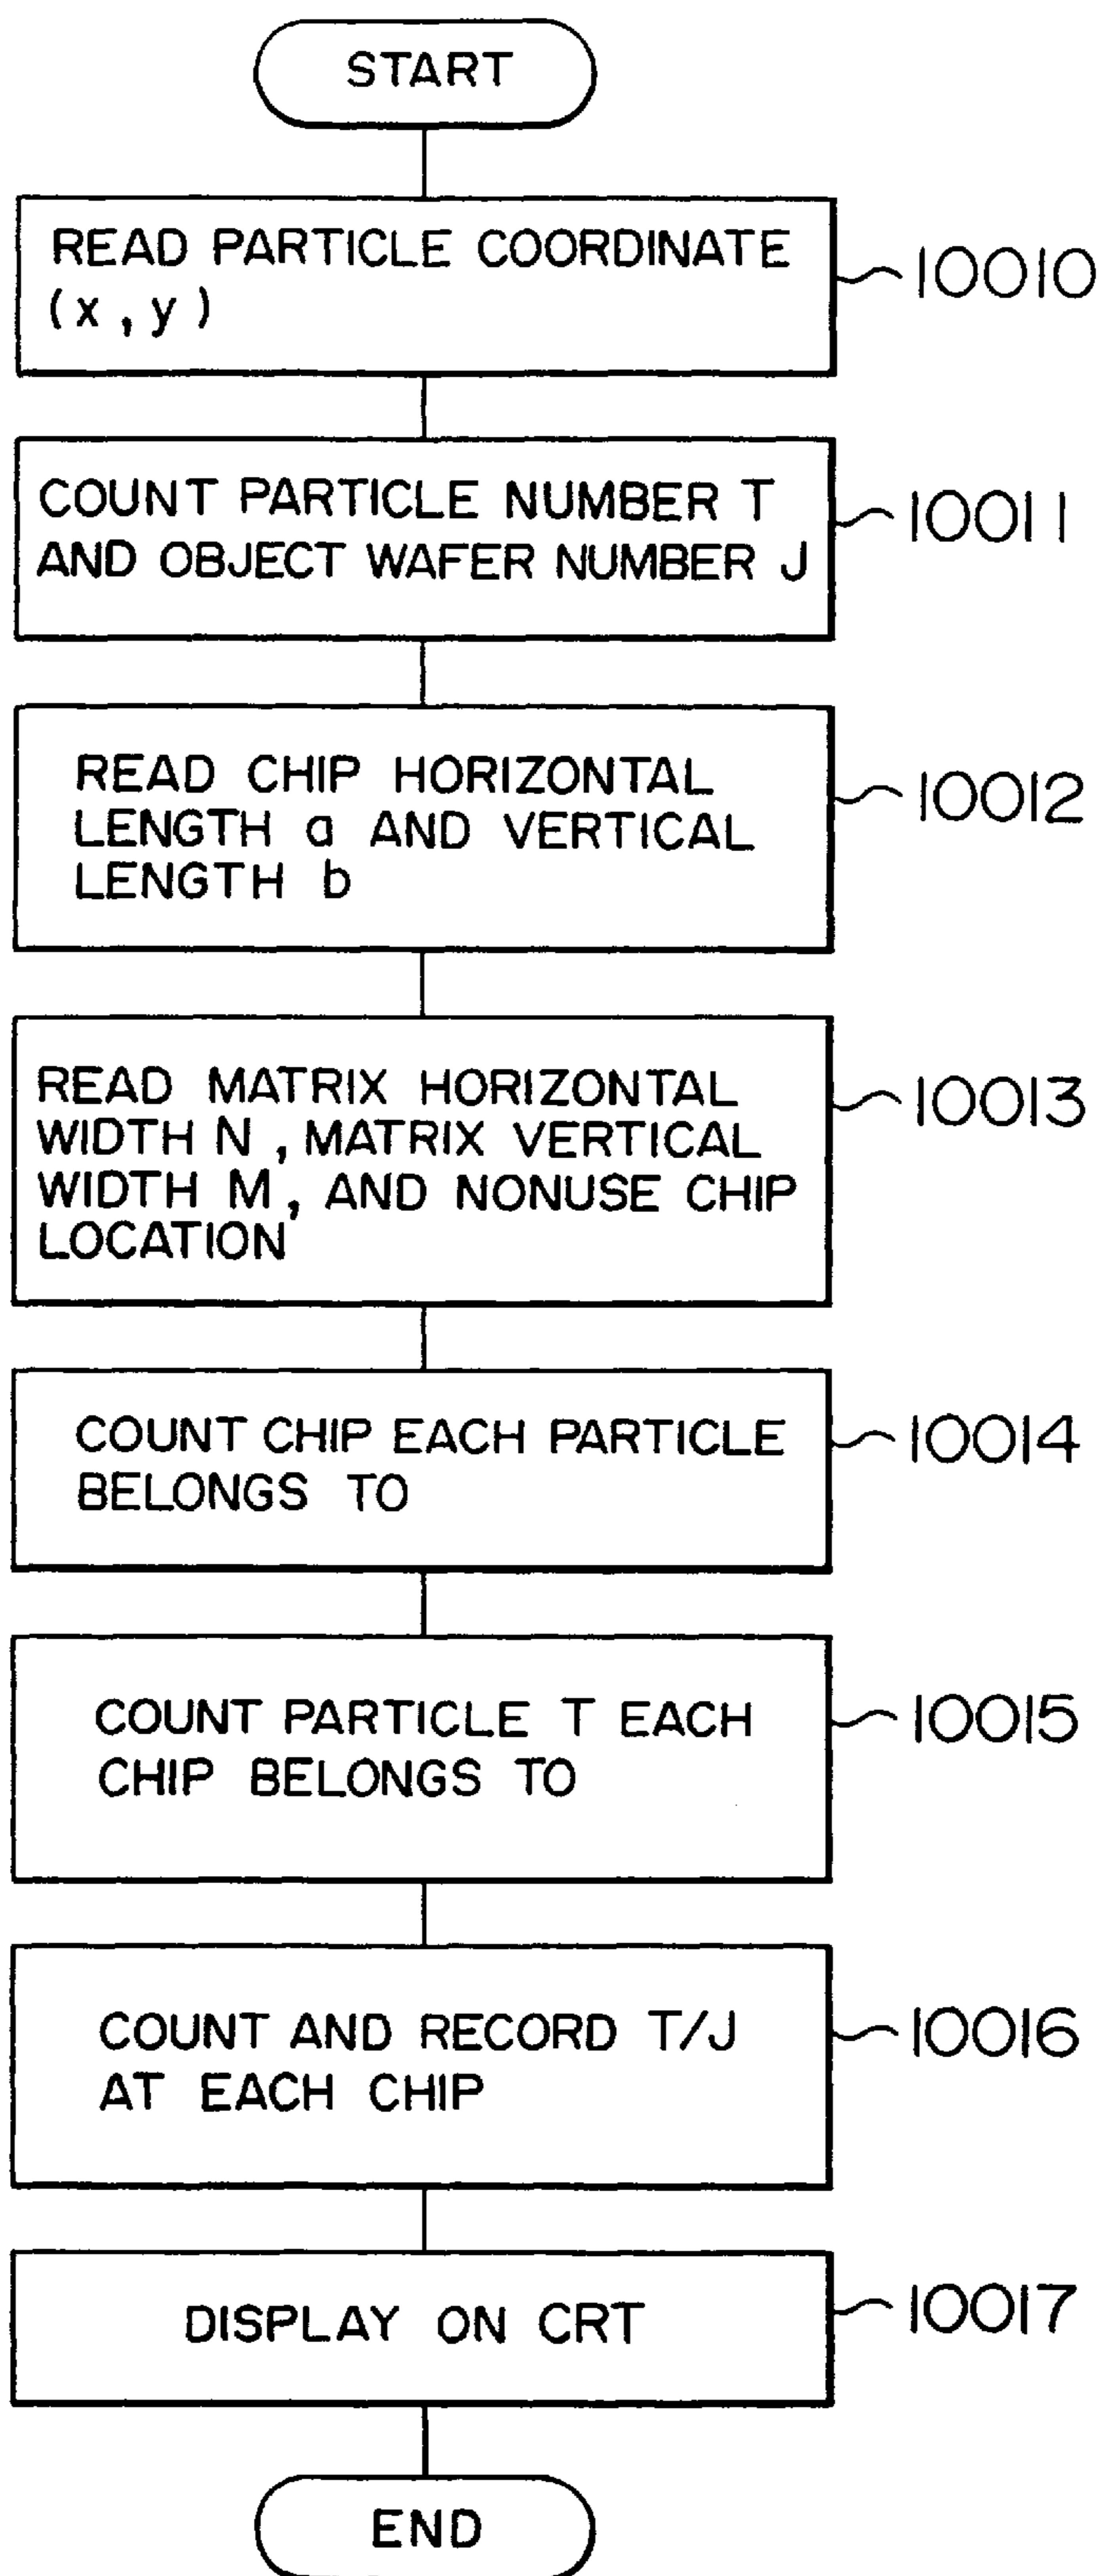 START
READ PARTICLE COORDINATE
(x, y)
10010
COUNT PARTICLE NUMBER T
AND OBJECT WAFER NUMBER J
10011
READ CHIP HORIZONTAL
LENGTH a AND VERTICAL
LENGTH b
10012
READ MATRIX HORIZONTAL
WIDTH N, MATRIX VERTICAL
WIDTH M, AND NONUSE CHIP
LOCATION
10013
COUNT CHIP EACH PARTICLE
BELONGS TO
10014
COUNT PARTICLE T EACH
CHIP BELONGS TO
10015
COUNT AND RECORD T/J
AT EACH CHIP
10016
DISPLAY ON CRT
10017
END